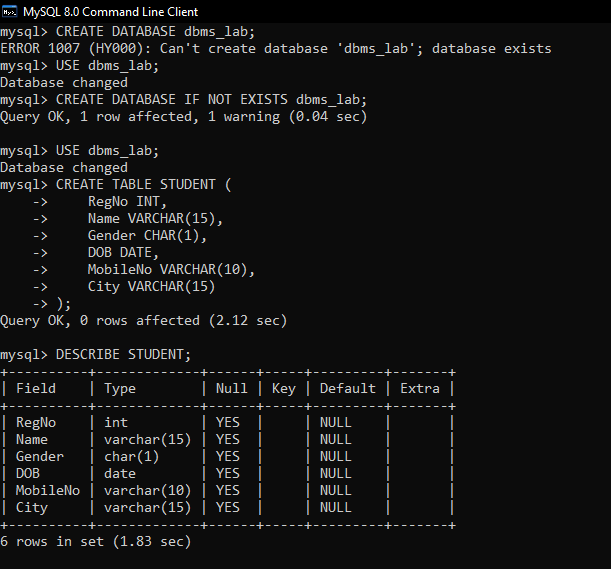 MySQL 8.0 Command Line Client
mysql> CREATE DATABASE dbms_lab;
ERROR 1007 (HY000): Can't create database 'dbms_lab'; database exists
mysql> USE dbms_lab;
Database changed
mysql> CREATE DATABASE IF NOT EXISTS dbms_lab;
Query OK, 1 row affected, 1 warning (0.04 sec)

mysql> USE dbms_lab;
Database changed
mysql> CREATE TABLE STUDENT (
    ->     RegNo INT,
    ->     Name VARCHAR(15),
    ->     Gender CHAR(1),
    ->     DOB DATE,
    ->     MobileNo VARCHAR(10),
    ->     City VARCHAR(15)
    -> );
Query OK, 0 rows affected (2.12 sec)

mysql> DESCRIBE STUDENT;
+----------+-------------+------+-----+---------+-------+
| Field    | Type        | Null | Key | Default | Extra |
+----------+-------------+------+-----+---------+-------+
| RegNo    | int         | YES  |     | NULL    |       |
| Name     | varchar(15) | YES  |     | NULL    |       |
| Gender   | char(1)     | YES  |     | NULL    |       |
| DOB      | date        | YES  |     | NULL    |       |
| MobileNo | varchar(10) | YES  |     | NULL    |       |
| City     | varchar(15) | YES  |     | NULL    |       |
+----------+-------------+------+-----+---------+-------+
6 rows in set (1.83 sec)